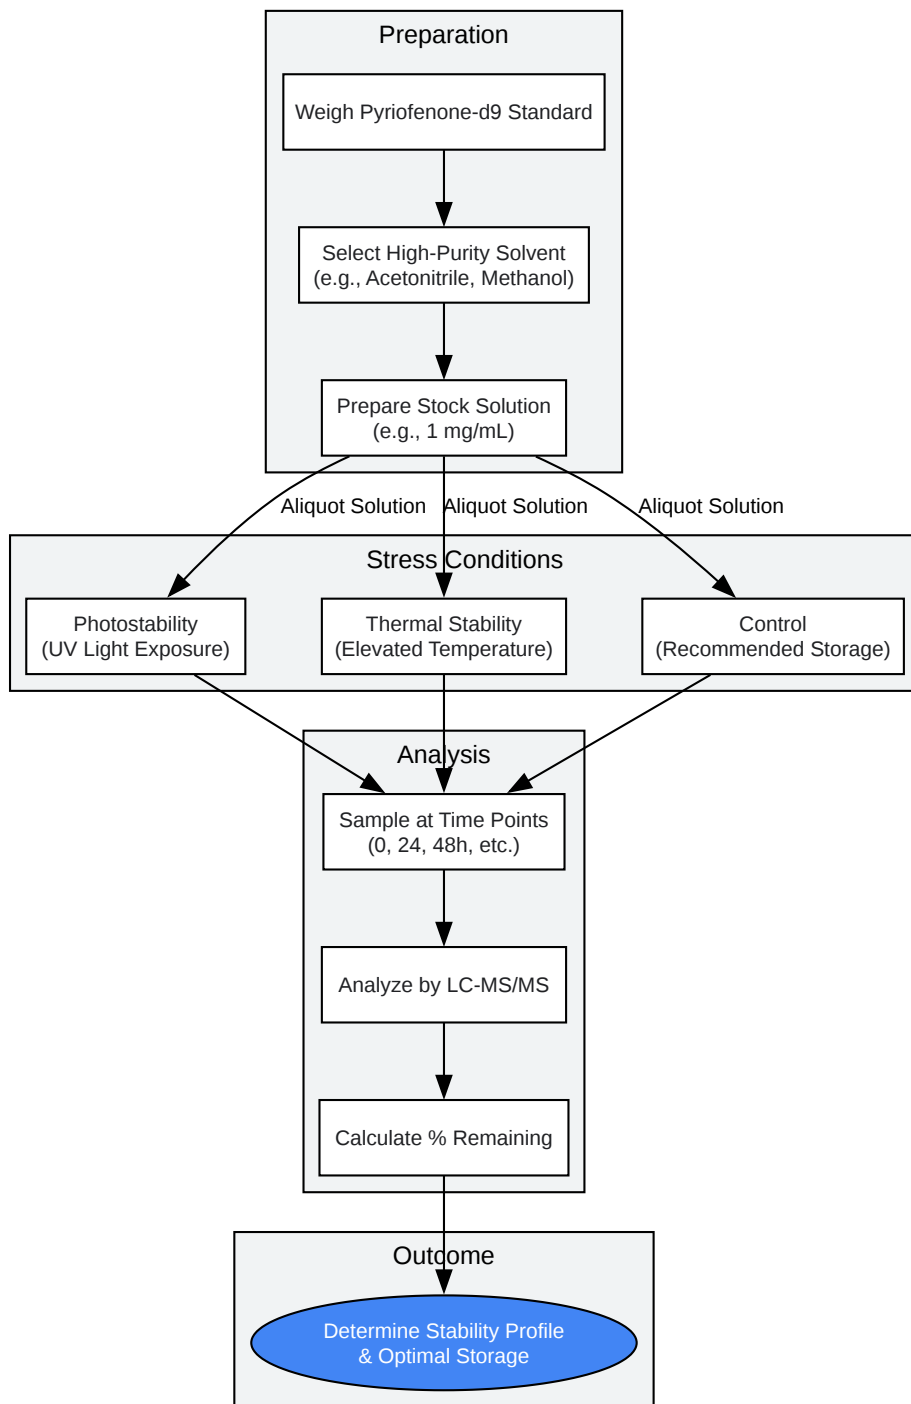 Preparation
Weigh Pyriofenone-d9 Standard
Select High-Purity Solvent
(e.g., Acetonitrile, Methanol)
Prepare Stock Solution
(e.g., 1 mg/mL)
Aliquot Solution
Aliquot Solution
Aliquot Solution
Stress Conditions
Photostability
(UV Light Exposure)
Thermal Stability
(Elevated Temperature)
Control
(Recommended Storage)
Analysis
Sample at Time Points
(0, 24, 48h, etc.)
Analyze by LC-MS/MS
Calculate % Remaining
Outcome
Determine Stability Profile
& Optimal Storage